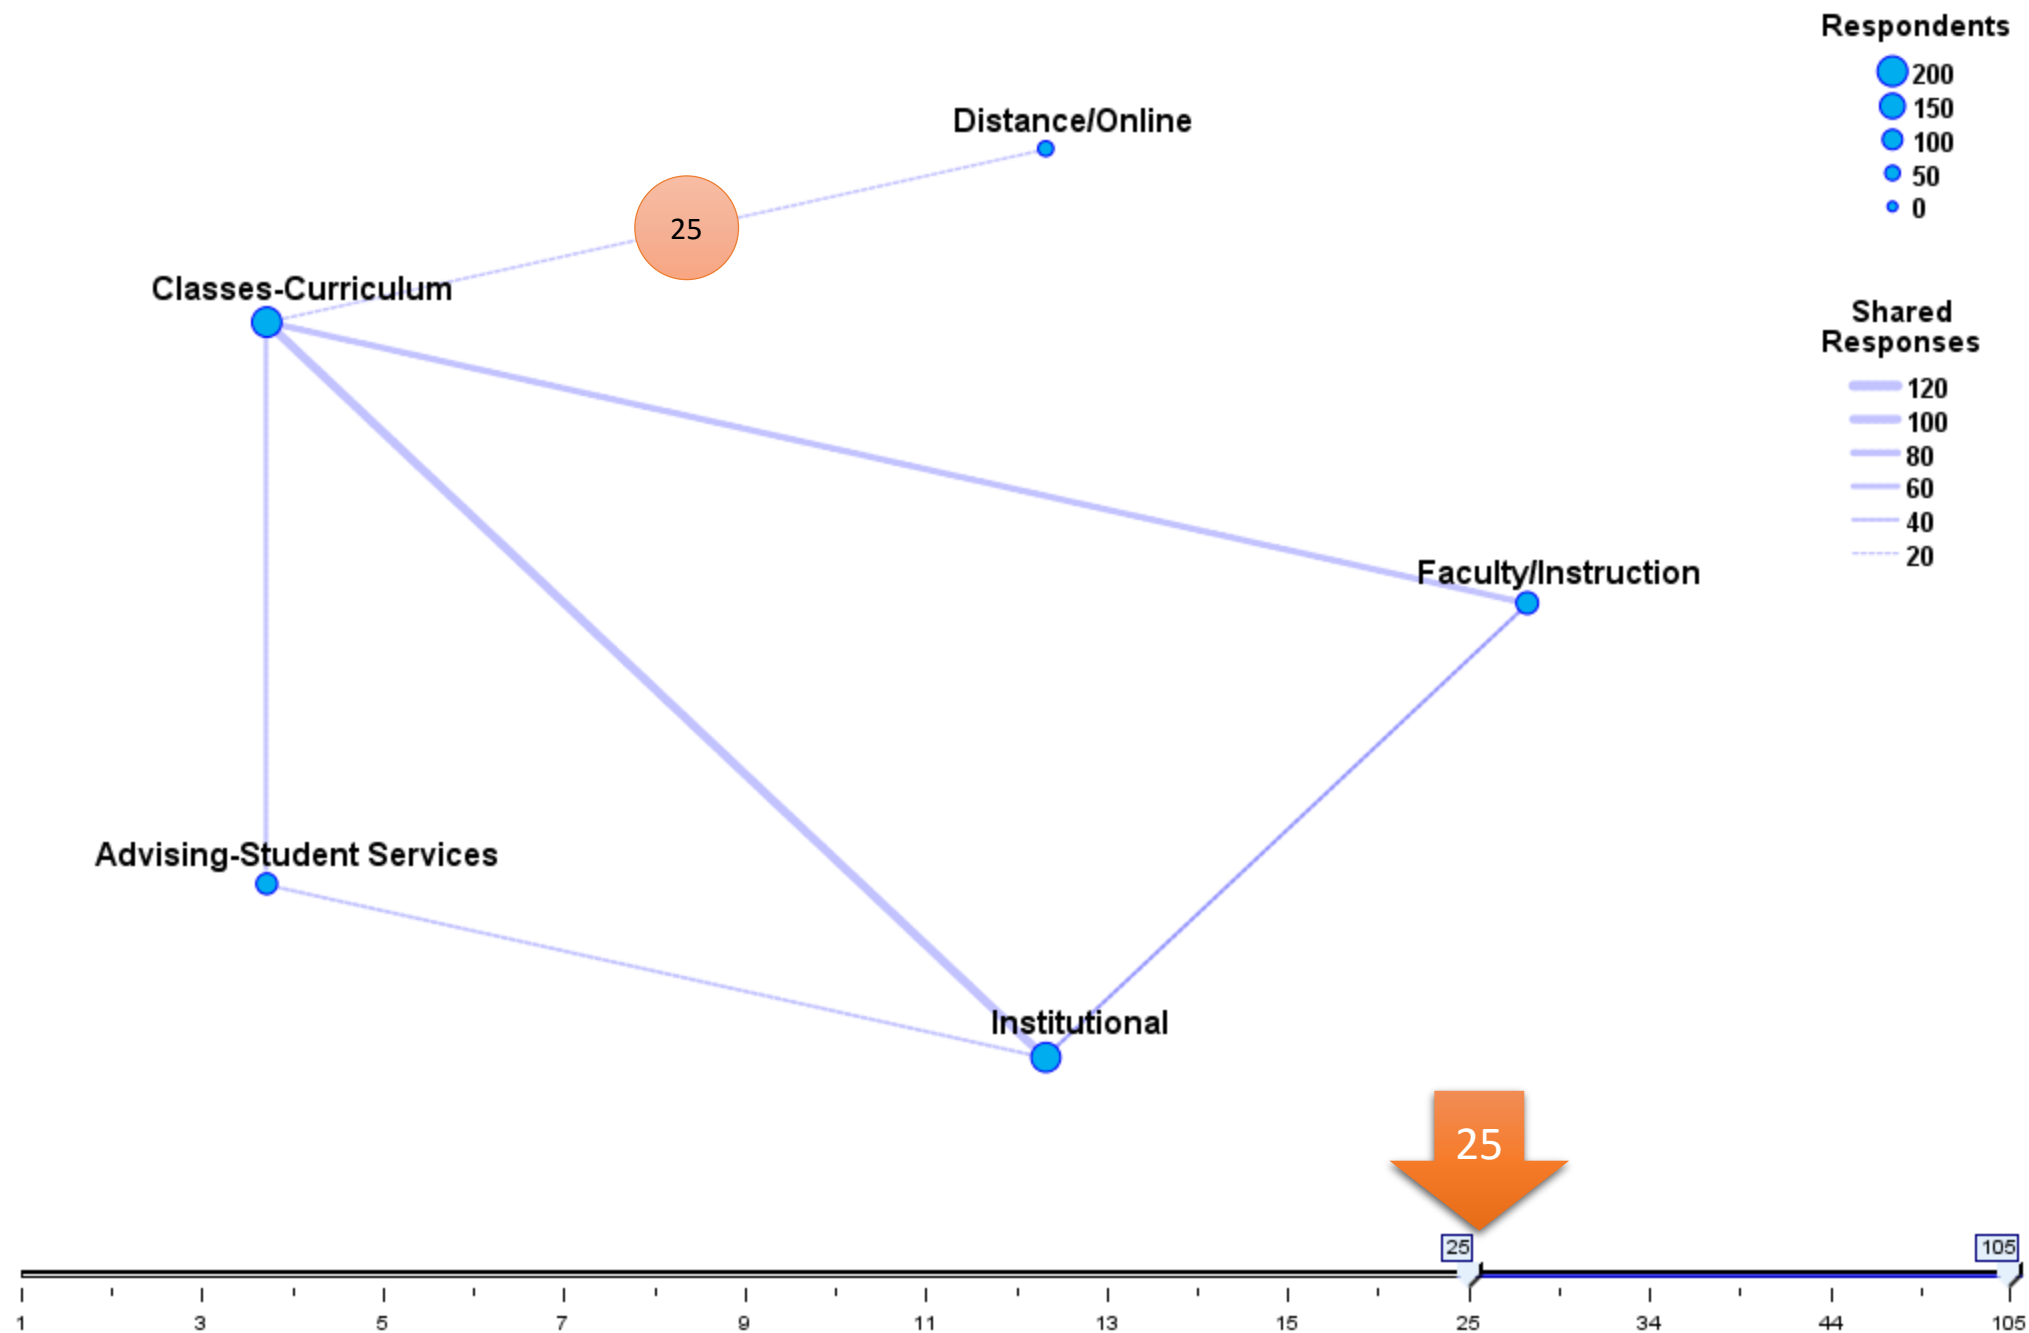 Respondents
200
150
100
50
0
Distance/Online
25
Classes-Curriculum
Shared
Responses
120
100
80
60
40
20
Faculty/Instruction
Advising-Student Services
Institutional
25
25
105
1 3 5 7 9 11 13 15 25 34 44 105